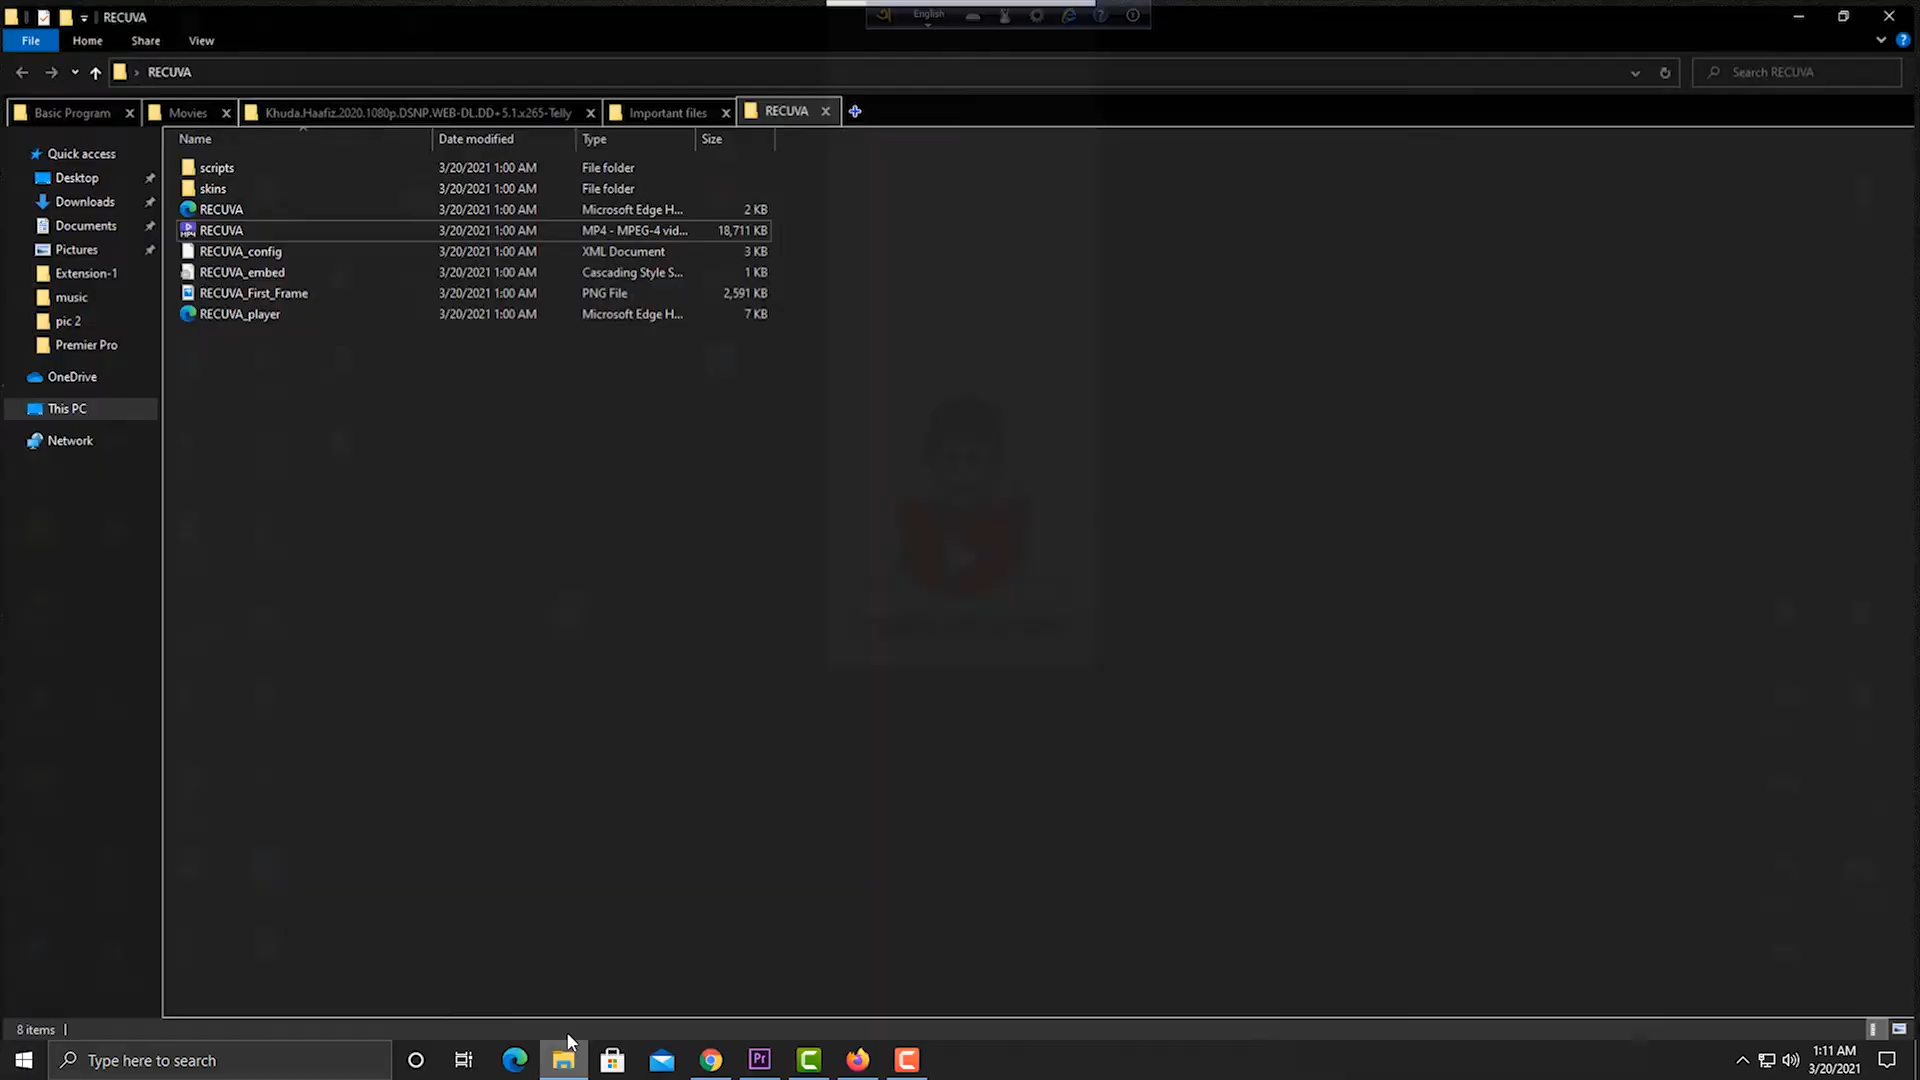 RECUVA
English
File Home Share View
RECUVA
Search RECUVA
Basic Program Movies Khuda.Haafiz.2020.1080p.DSNP.WEB-DL.DD+5.1.x265-Telly Important files RECUVA
Name Date modified Type Size
Quick access
Desktop
Downloads
Documents
Pictures
Extension-1
music
pic 2
Premier Pro
OneDrive
This PC
Network
scripts 3/20/2021 1:00 AM File folder
skins 3/20/2021 1:00 AM File folder
RECUVA 3/20/2021 1:00 AM Microsoft Edge H... 2 KB
RECUVA 3/20/2021 1:00 AM MP4 - MPEG-4 vid... 18,711 KB
RECUVA_config 3/20/2021 1:00 AM XML Document 3 KB
RECUVA_embed 3/20/2021 1:00 AM Cascading Style S... 1 KB
RECUVA_First_Frame 3/20/2021 1:00 AM PNG File 2,591 KB
RECUVA_player 3/20/2021 1:00 AM Microsoft Edge H... 7 KB
8 items
Type here to search
Pr
1:11 AM
3/20/2021